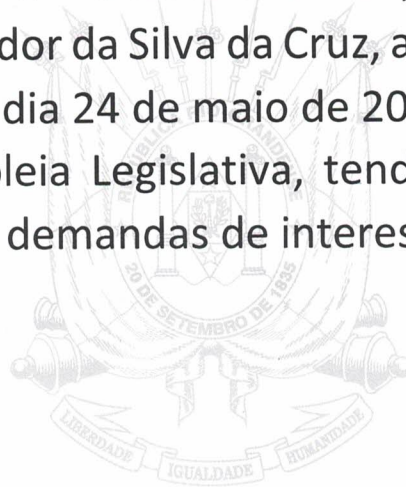 dor da Silva da Cruz, a
dia 24 de maio de 20
leia Legislativa, tend
demandas de interes
REPÚBLICA RIO-GRANDENSE
20 DE SETEMBRO DE 1835
LIBERDADE IGUALDADE HUMANIDADE